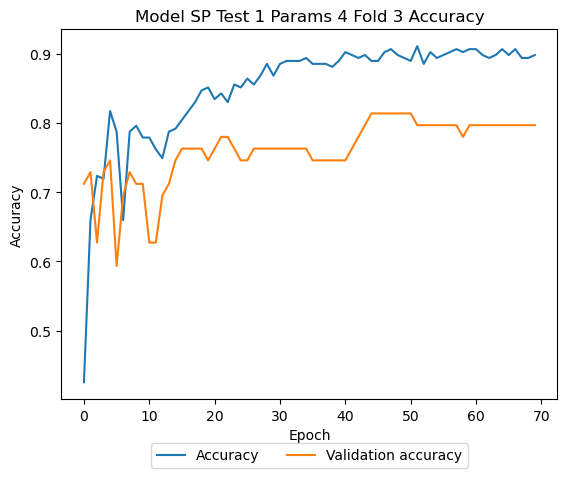 Model SP Test 1 Params 4 Fold 3 Accuracy
Accuracy
0.9
0.8
0.7
0.6
0.5
0 10 20 30 40 50 60 70
Epoch
Accuracy Validation accuracy